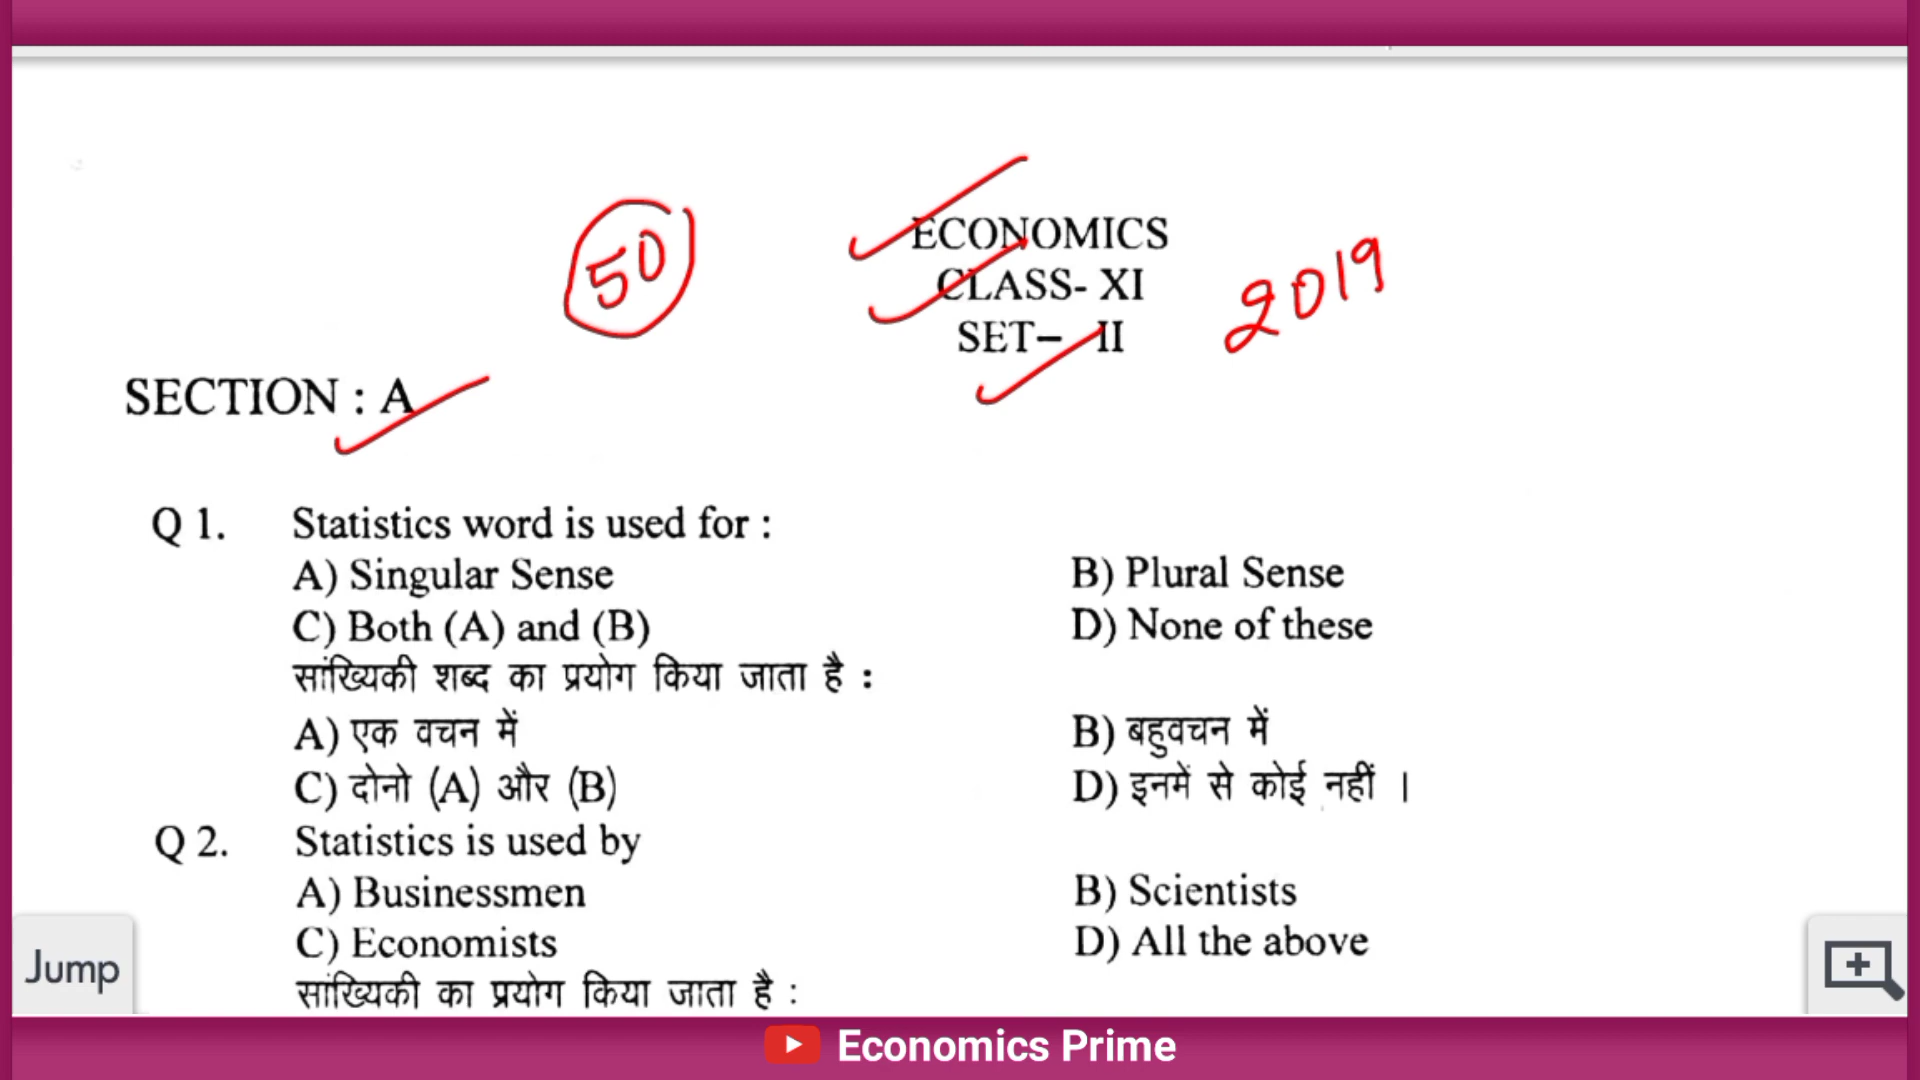 50
ECONOMICS
CLASS- XI
2019
SET– II
SECTION : A
Q 1. Statistics word is used for :
A) Singular Sense B) Plural Sense
C) Both (A) and (B) D) None of these
सांख्यिकी शब्द का प्रयोग किया जाता है :
A) एक वचन में B) बहुवचन में
C) दोनो (A) और (B) D) इनमें से कोई नहीं ।
Q 2. Statistics is used by
A) Businessmen B) Scientists
C) Economists D) All the above
सांख्यिकी का प्रयोग किया जाता है :
Jump
Economics Prime